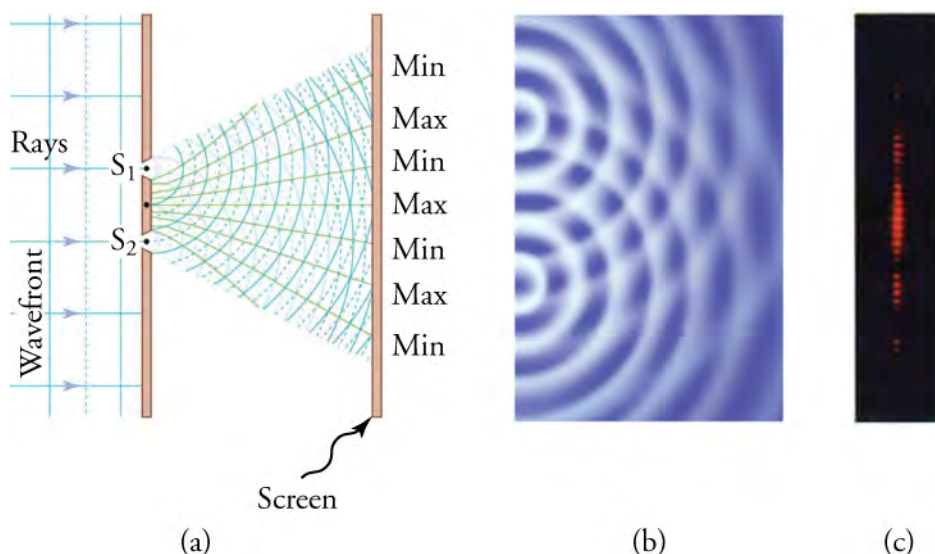 Min
Max
Rays
Min
S1
Max
S2
Min
Wavefront
Max
Min
Screen
(a)
(b)
(c)